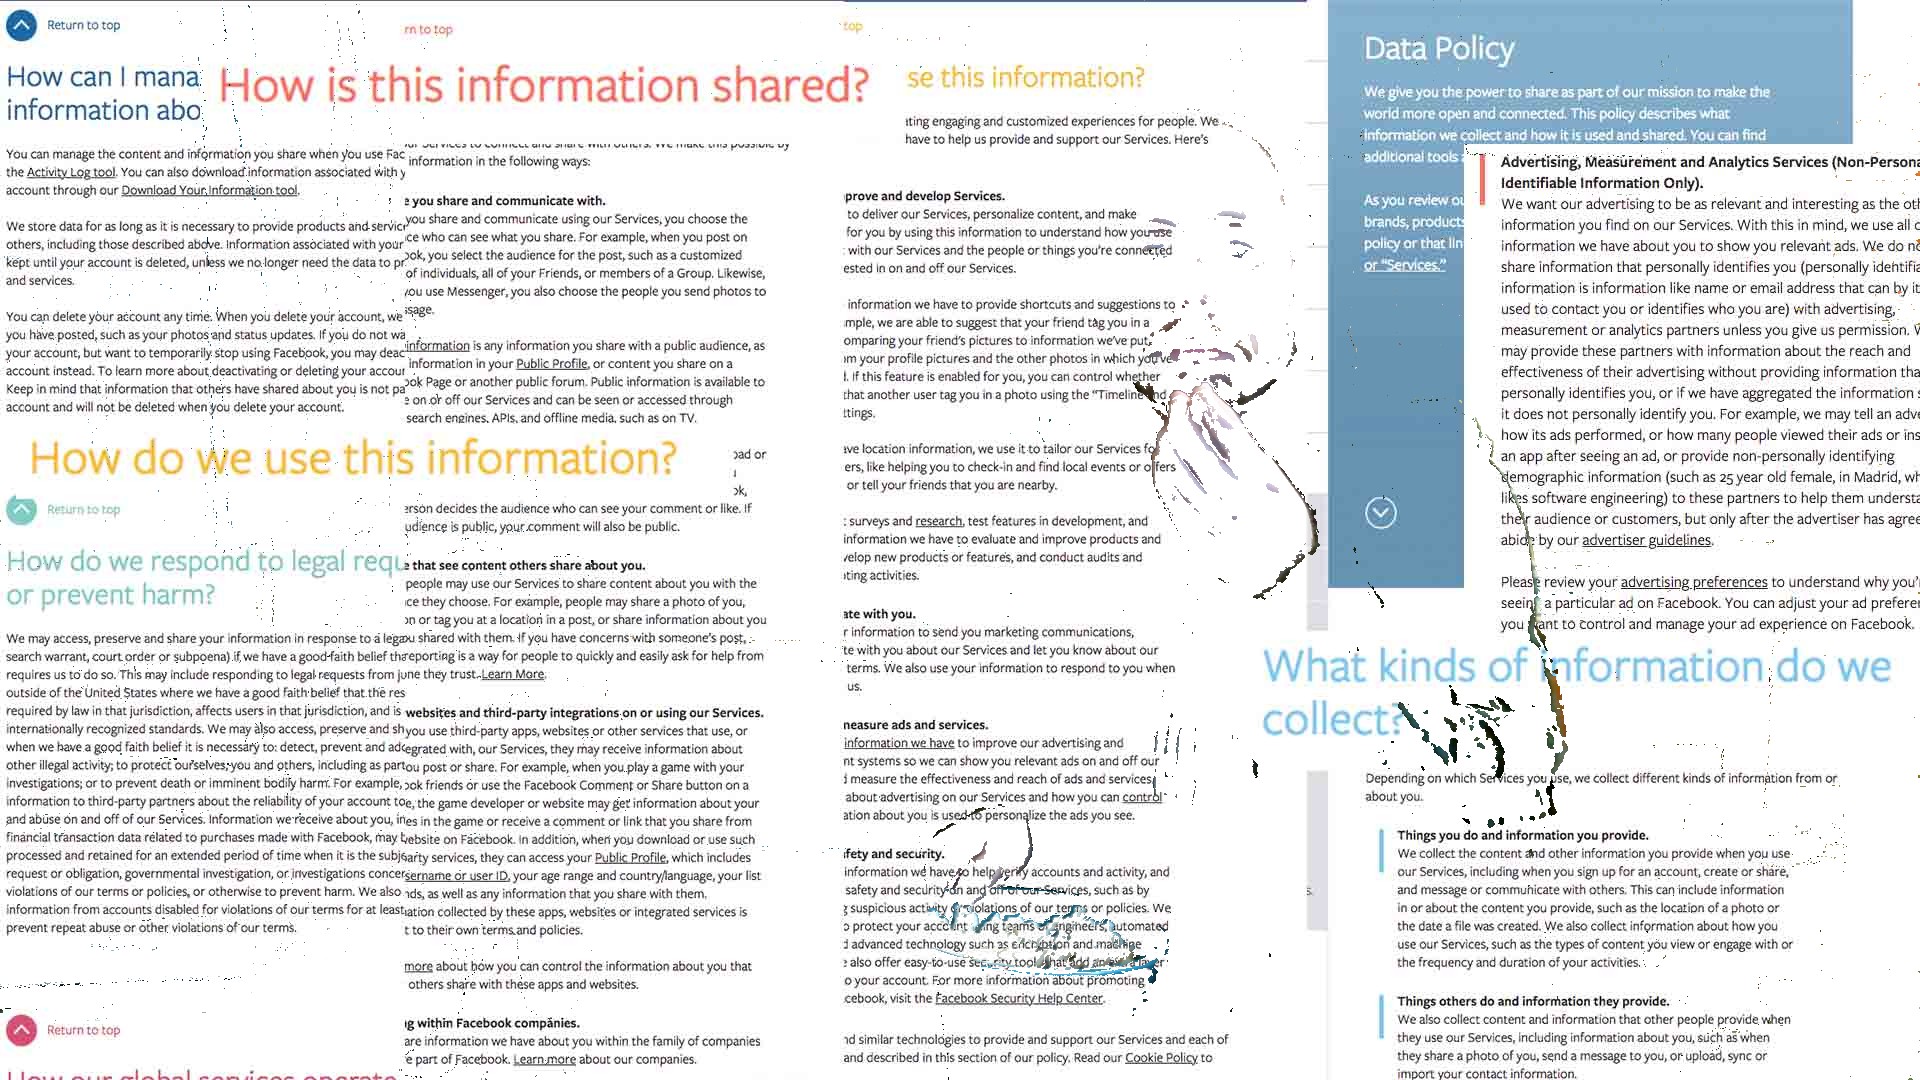 Return to top
How can I mana
information abo
You can manage the content and information you share when you use Fac
the Activity Log tool. You can also download information associated with y
account through our Download Your Information tool.
We store data for as long as it is necessary to provide products and service
others, including those described above. Information associated with your
kept until your account is deleted, unless we no longer need the data to pr
and services.
You can delete your account any time. When you delete your account, we
you have posted, such as your photos and status updates. If you do not wa
your account, but want to temporarily stop using Facebook, you may deac
account instead. To learn more about deactivating or deleting your accour
Keep in mind that information that others have shared about you is not pa
account and will not be deleted when you delete your account.
How do we use this information?
Return to top
How do we respond to legal requ
or prevent harm?
We may access, preserve and share your information in response to a lega
search warrant, court order or subpoena) if we have a good faith belief th
requires us to do so. This may include responding to legal requests from j
outside of the United States where we have a good faith belief that the res
required by law in that jurisdiction, affects users in that jurisdiction, and is
internationally recognized standards. We may also access, preserve and sh
when we have a good faith belief it is necessary to: detect, prevent and adc
other illegal activity; to protect ourselves, you and others, including as part
investigations; or to prevent death or imminent bodily harm. For example,
information to third-party partners about the reliability of your account to
and abuse on and off of our Services. Information we receive about you, in
financial transaction data related to purchases made with Facebook, may b
processed and retained for an extended period of time when it is the subje
request or obligation, governmental investigation, or investigations concer
violations of our terms or policies, or otherwise to prevent harm. We also
information from accounts disabled for violations of our terms for at least
prevent repeat abuse or other violations of our terms.
Return to top
How our global services operate
rn to top
How is this information shared?
information in the following ways:
e you share and communicate with.
you share and communicate using our Services, you choose the
ce who can see what you share. For example, when you post on
ok, you select the audience for the post, such as a customized
of individuals, all of your Friends, or members of a Group. Likewise,
you use Messenger, you also choose the people you send photos to
ssage.
information is any information you share with a public audience, as
information in your Public Profile, or content you share on a
ok Page or another public forum. Public information is available to
e on or off our Services and can be seen or accessed through
search engines, APIs, and offline media, such as on TV.
oad or
ok,
erson decides the audience who can see your comment or like. If
udience is public, your comment will also be public.
e that see content others share about you.
people may use our Services to share content about you with the
ce they choose. For example, people may share a photo of you,
on or tag you at a location in a post, or share information about you
u shared with them. If you have concerns with someone's post,
reporting is a way for people to quickly and easily ask for help from
ne they trust. Learn More.
websites and third-party integrations on or using our Services.
you use third-party apps, websites or other services that use, or
egrated with, our Services, they may receive information about
ou post or share. For example, when you play a game with your
ok friends or use the Facebook Comment or Share button on a
e, the game developer or website may get information about your
es in the game or receive a comment or link that you share from
ebsite on Facebook. In addition, when you download or use such
arty services, they can access your Public Profile, which includes
sername or user ID, your age range and country/language, your list
nds, as well as any information that you share with them.
ation collected by these apps, websites or integrated services is
t to their own terms and policies.
more about how you can control the information about you that
others share with these apps and websites.
g within Facebook companies.
are information we have about you within the family of companies
e part of Facebook. Learn more about our companies.
top
se this information?
ting engaging and customized experiences for people. We
have to help us provide and support our Services. Here's
prove and develop Services.
to deliver our Services, personalize content, and make
for you by using this information to understand how you use
with our Services and the people or things you're connected
ested in on and off our Services.
information we have to provide shortcuts and suggestions to
mple, we are able to suggest that your friend tag you in a
omparing your friend's pictures to information we've put
m your profile pictures and the other photos in which you've
l. If this feature is enabled for you, you can control whether
that another user tag you in a photo using the "Timeline and
ttings.
ave location information, we use it to tailor our Services for
ers, like helping you to check-in and find local events or offers
or tell your friends that you are nearby.
t surveys and research, test features in development, and
information we have to evaluate and improve products and
velop new products or features, and conduct audits and
ting activities.
ate with you.
r information to send you marketing communications,
te with you about our Services and let you know about our
terms. We also use your information to respond to you when
us.
measure ads and services.
information we have to improve our advertising and
nt systems so we can show you relevant ads on and off our
d measure the effectiveness and reach of ads and services.
about advertising on our Services and how you can control
ation about you is used to personalize the ads you see.
fety and security.
information we have to help verify accounts and activity, and
safety and security on and off of our Services, such as by
g suspicious activity or violations of our terms or policies. We
o protect your account using teams of engineers, automated
d advanced technology such as encryption and machine
e also offer easy-to-use security tools that add an extra layer
o your account. For more information about promoting
cebook, visit the Facebook Security Help Center.
nd similar technologies to provide and support our Services and each of
and described in this section of our policy. Read our Cookie Policy to
s.
Data Policy
We give you the power to share as part of our mission to make the
world more open and connected. This policy describes what
information we collect and how it is used and shared. You can find
additional tools a
As you review ou
brands, products
policy or that lin
or "Services."
Advertising, Measurement and Analytics Services (Non-Persona
Identifiable Information Only).
We want our advertising to be as relevant and interesting as the oth
information you find on our Services. With this in mind, we use all o
information we have about you to show you relevant ads. We do no
share information that personally identifies you (personally identifia
information is information like name or email address that can by it
used to contact you or identifies who you are) with advertising,
measurement or analytics partners unless you give us permission. W
may provide these partners with information about the reach and
effectiveness of their advertising without providing information tha
personally identifies you, or if we have aggregated the information s
it does not personally identify you. For example, we may tell an adve
how its ads performed, or how many people viewed their ads or ins
an app after seeing an ad, or provide non-personally identifying
demographic information (such as 25 year old female, in Madrid, wh
likes software engineering) to these partners to help them understa
their audience or customers, but only after the advertiser has agree
abide by our advertiser guidelines.
Please review your advertising preferences to understand why you'r
seeing a particular ad on Facebook. You can adjust your ad preferen
you want to control and manage your ad experience on Facebook.
What kinds of information do we
collect?
Depending on which Services you use, we collect different kinds of information from or
about you.
Things you do and information you provide.
We collect the content and other information you provide when you use
our Services, including when you sign up for an account, create or share,
and message or communicate with others. This can include information
in or about the content you provide, such as the location of a photo or
the date a file was created. We also collect information about how you
use our Services, such as the types of content you view or engage with or
the frequency and duration of your activities.
Things others do and information they provide.
We also collect content and information that other people provide when
they use our Services, including information about you, such as when
they share a photo of you, send a message to you, or upload, sync or
import your contact information.